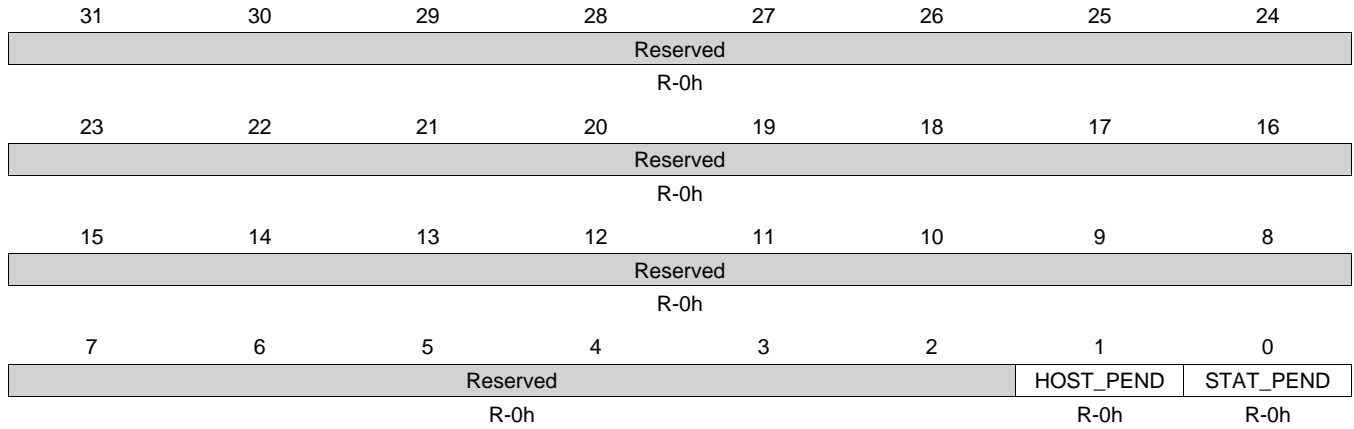 31 30 29 28 27 26 25 24
Reserved
R-0h
23 22 21 20 19 18 17 16
Reserved
R-0h
15 14 13 12 11 10 9 8
Reserved
R-0h
7 6 5 4 3 2 1 0
Reserved HOST_PEND STAT_PEND
R-0h R-0h R-0h